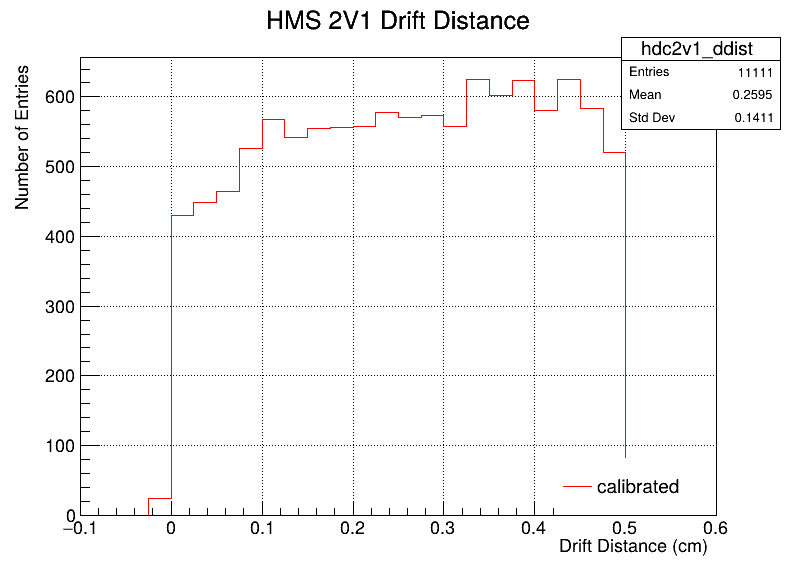 HMS 2V1 Drift Distance
hdc2v1_ddist
Entries 11111
Mean 0.2595
Std Dev 0.1411
Number of Entries
600
500
400
300
200
100
0
−0.1 0 0.1 0.2 0.3 0.4 0.5 0.6
calibrated
Drift Distance (cm)